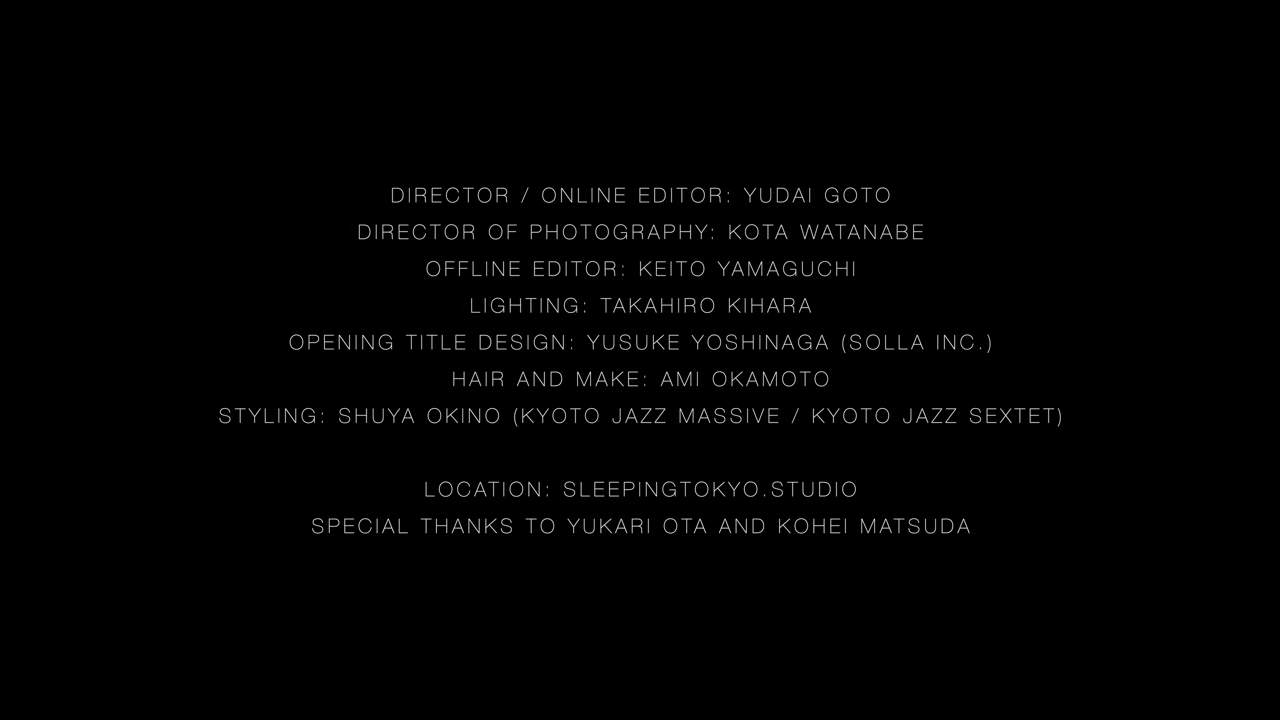 DIRECTOR / ONLINE EDITOR: YUDAI GOTO
DIRECTOR OF PHOTOGRAPHY: KOTA WATANABE
OFFLINE EDITOR: KEITO YAMAGUCHI
LIGHTING: TAKAHIRO KIHARA
OPENING TITLE DESIGN: YUSUKE YOSHINAGA (SOLLA INC.)
HAIR AND MAKE: AMI OKAMOTO
STYLING: SHUYA OKINO (KYOTO JAZZ MASSIVE / KYOTO JAZZ SEXTET)
LOCATION: SLEEPINGTOKYO.STUDIO
SPECIAL THANKS TO YUKARI OTA AND KOHEI MATSUDA